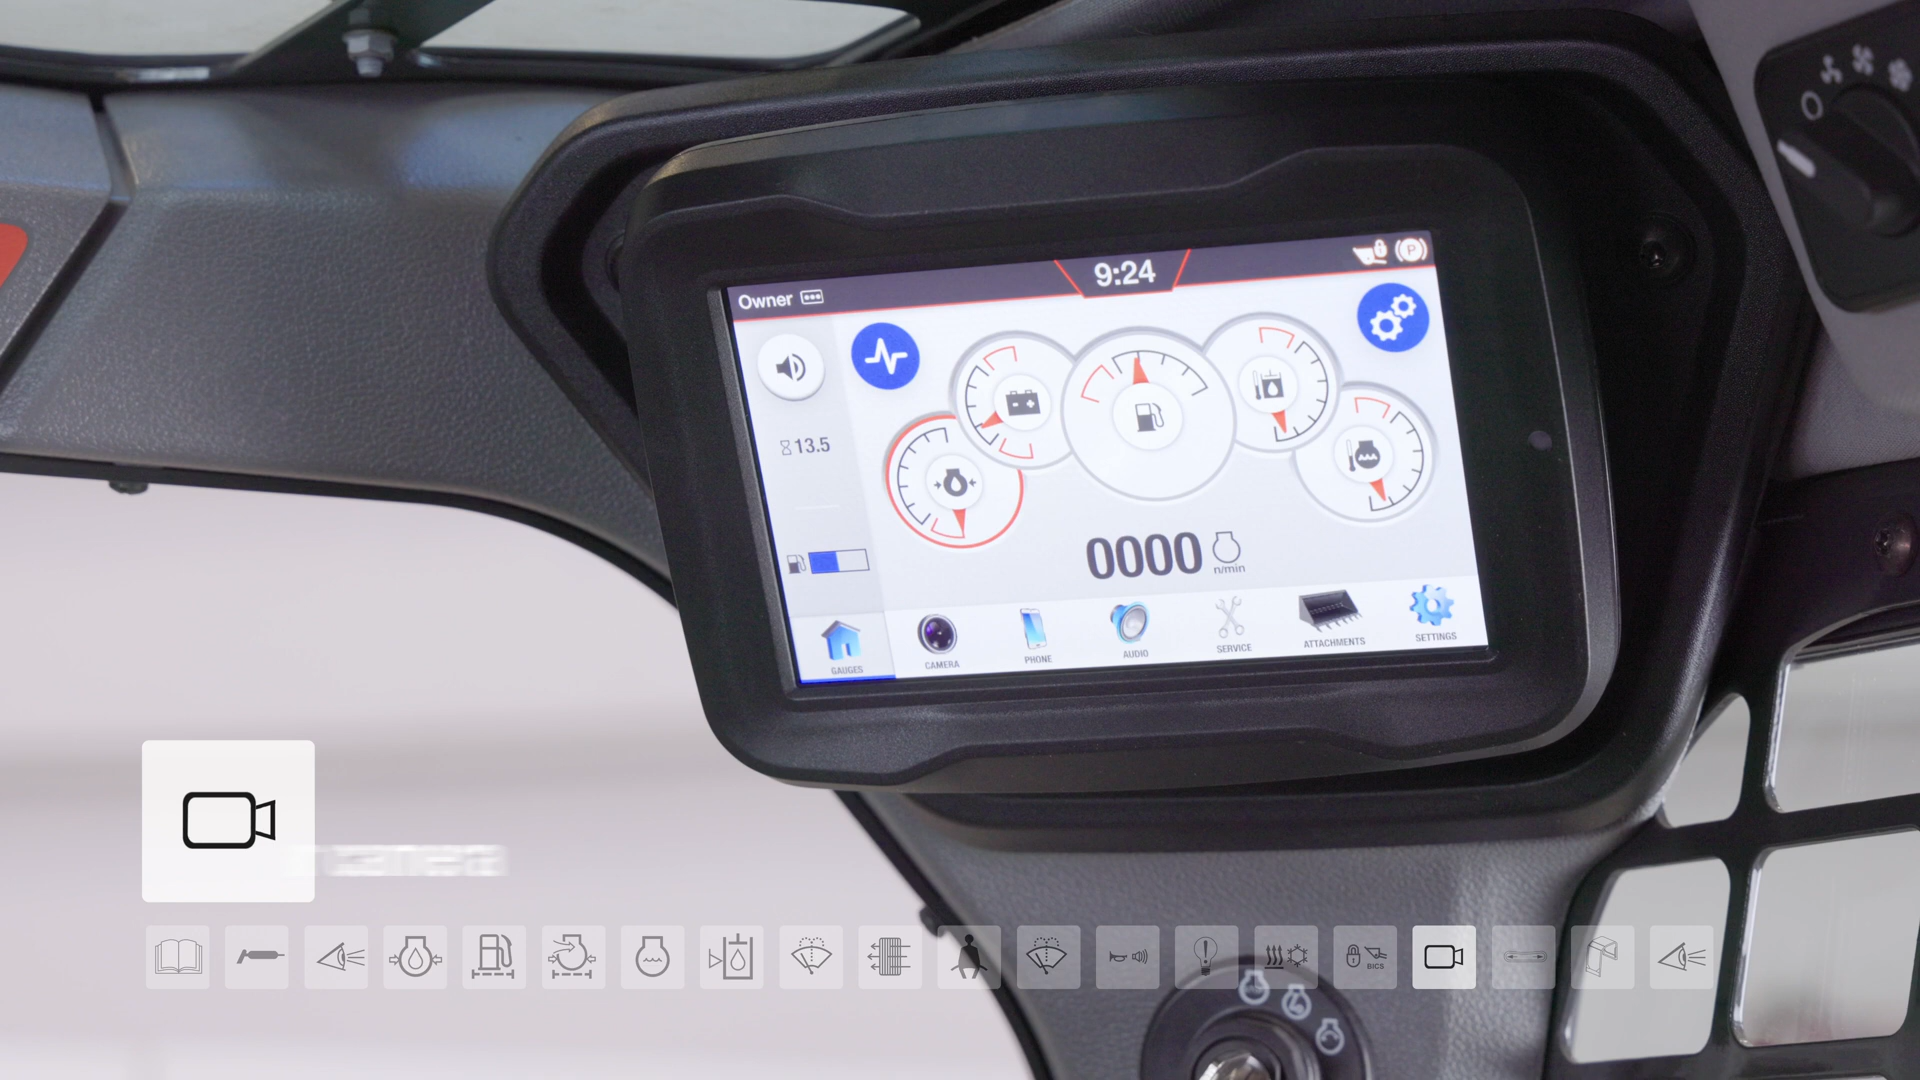 9:24
Owner
P
13.5
0000
n/min
GAUGES
CAMERA
PHONE
AUDIO
SERVICE
ATTACHMENTS
SETTINGS
BICS